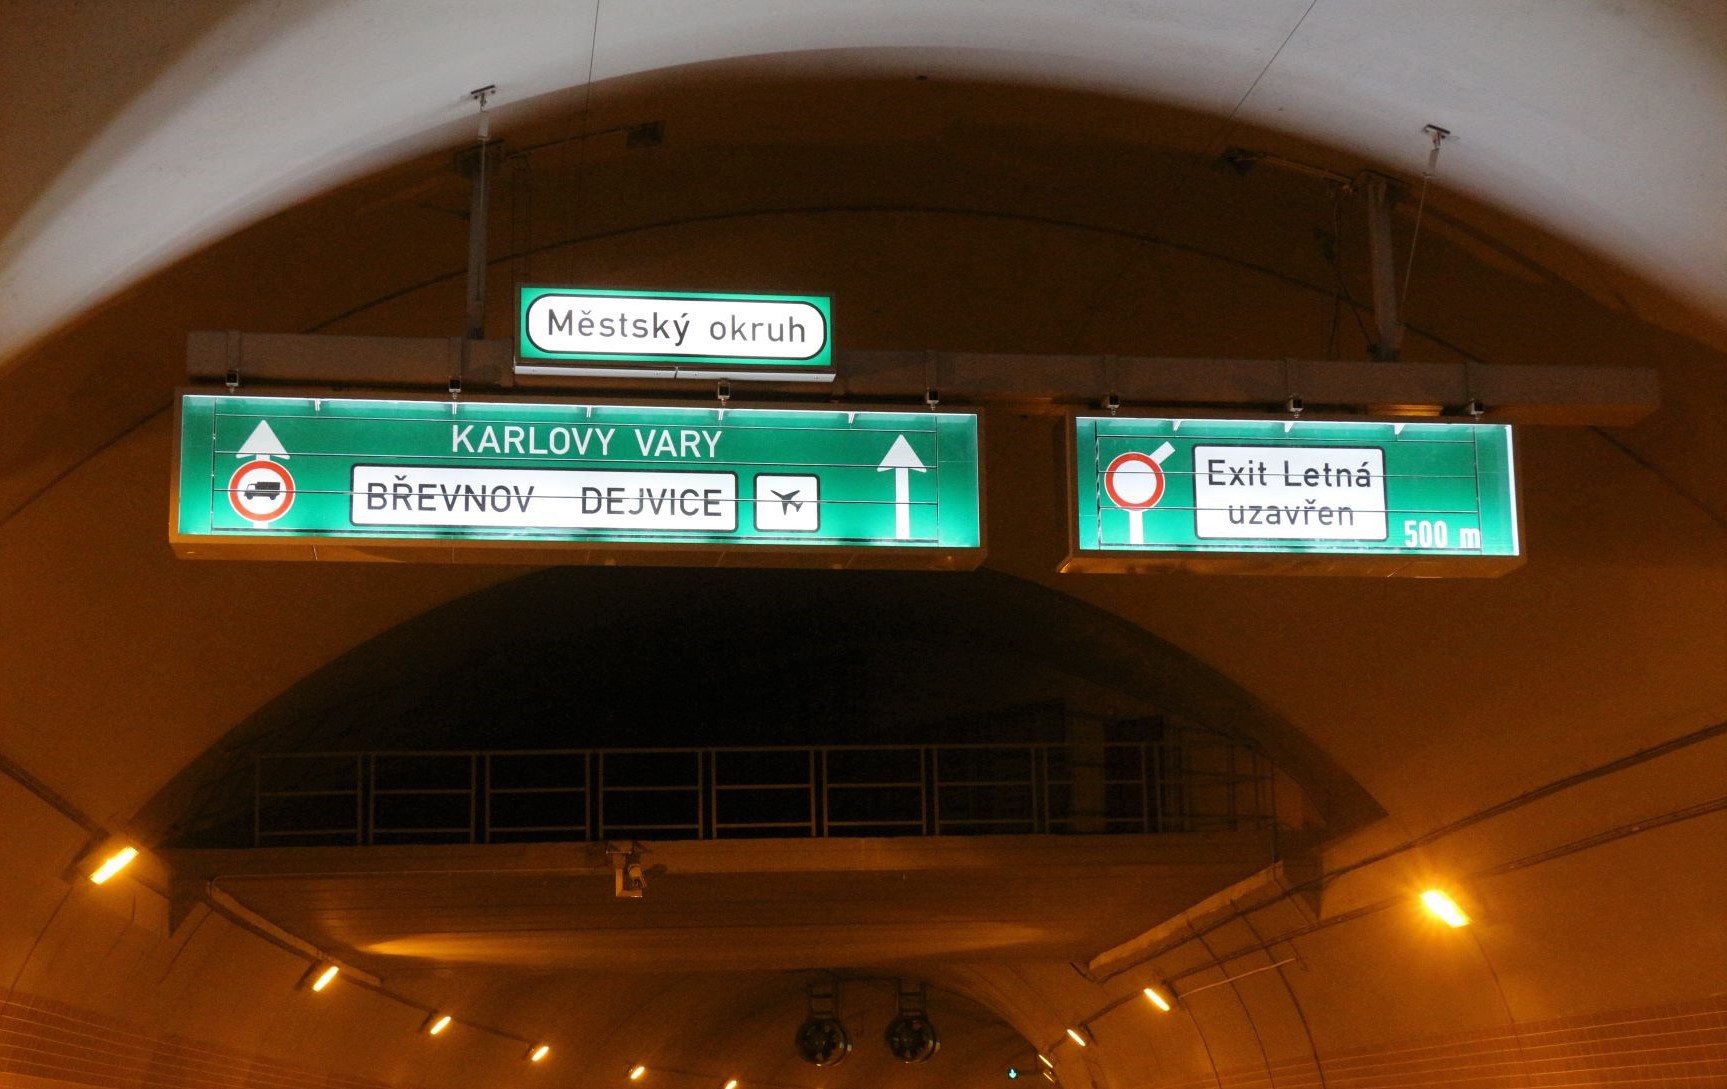 Městský okruh
KARLOVY VARY
BŘEVNOV DEJVICE
Exit Letná
uzavřen
500 m